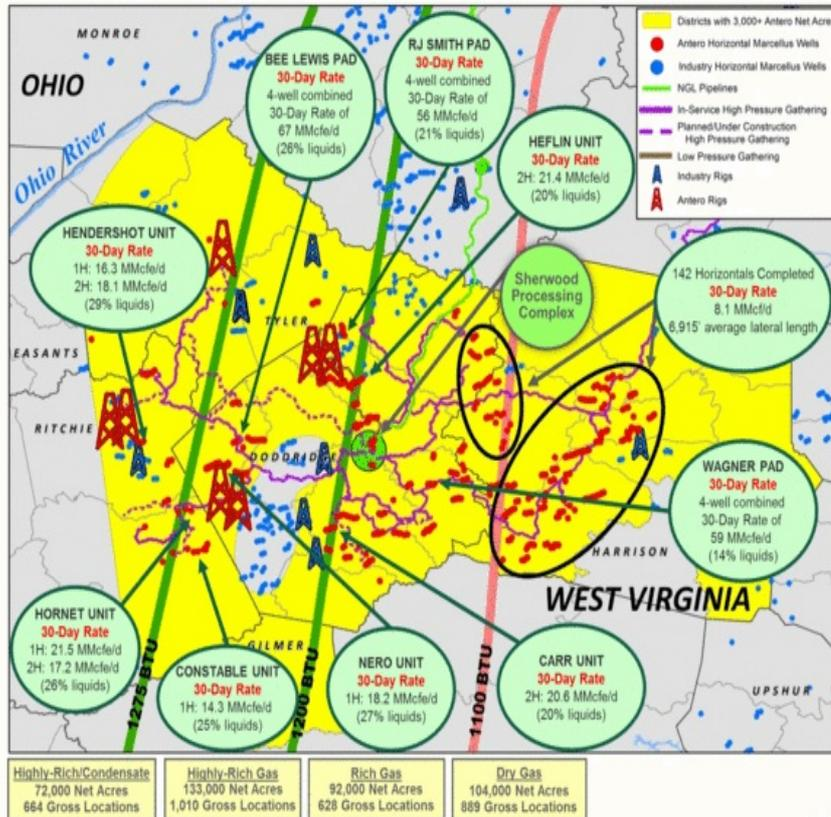 MONROE
OHIO
Ohio River
BEE LEWIS PAD
30-Day Rate
4-well combined
30-Day Rate of
67 MMcfe/d
(26% liquids)
RJ SMITH PAD
30-Day Rate
4-well combined
30-Day Rate of
56 MMcfe/d
(21% liquids)
HEFLIN UNIT
30-Day Rate
2H: 21.4 MMcfe/d
(20% liquids)
Districts with 3,000+ Antero Net Acre
Antero Horizontal Marcellus Wells
Industry Horizontal Marcellus Wells
NGL Pipelines
In-Service High Pressure Gathering
Planned/Under Construction
High Pressure Gathering
Low Pressure Gathering
Industry Rigs
Antero Rigs
HENDERSHOT UNIT
30-Day Rate
1H: 16.3 MMcfe/d
2H: 18.1 MMcfe/d
(29% liquids)
Sherwood
Processing
Complex
142 Horizontals Completed
30-Day Rate
8.1 MMcf/d
6,915' average lateral length
TYLER
EASANTS
RITCHIE
DODDRIDGE
WAGNER PAD
30-Day Rate
4-well combined
30-Day Rate of
59 MMcfe/d
(14% liquids)
HARRISON
WEST VIRGINIA
HORNET UNIT
30-Day Rate
1H: 21.5 MMcfe/d
2H: 17.2 MMcfe/d
(26% liquids)
1275 BTU
CONSTABLE UNIT
30-Day Rate
1H: 14.3 MMcfe/d
(25% liquids)
GILMER
1200 BTU
NERO UNIT
30-Day Rate
1H: 18.2 MMcfe/d
(27% liquids)
1100 BTU
CARR UNIT
30-Day Rate
2H: 20.6 MMcfe/d
(20% liquids)
UPSHUR
Highly-Rich/Condensate
72,000 Net Acres
664 Gross Locations
Highly-Rich Gas
133,000 Net Acres
1,010 Gross Locations
Rich Gas
92,000 Net Acres
628 Gross Locations
Dry Gas
104,000 Net Acres
889 Gross Locations